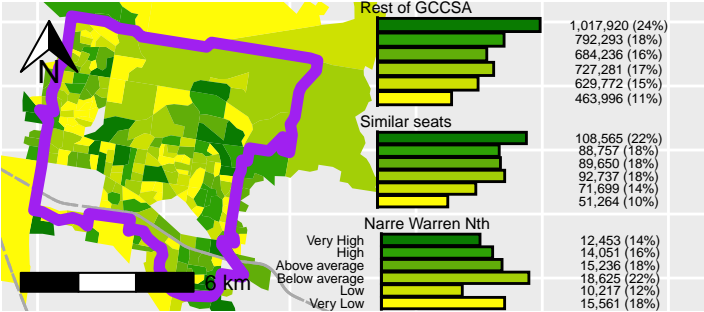 Rest of GCCSA
1,017,920 (24%)
792,293 (18%)
684,236 (16%)
727,281 (17%)
629,772 (15%)
463,996 (11%)
Similar seats
108,565 (22%)
88,757 (18%)
89,650 (18%)
92,737 (18%)
71,699 (14%)
51,264 (10%)
Narre Warren Nth
Very High 12,453 (14%)
High 14,051 (16%)
Above average 15,236 (18%)
Below average 18,625 (22%)
Low 10,217 (12%)
Very Low 15,561 (18%)
N
6 km